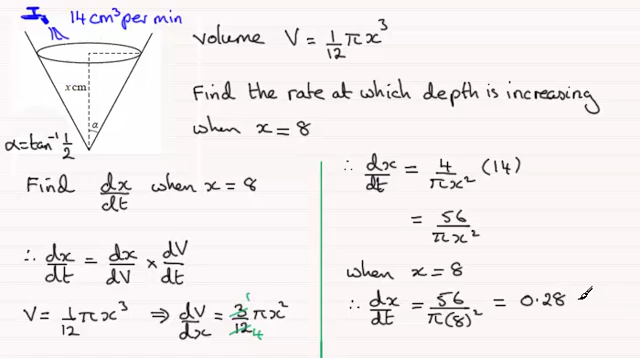 14 cm³ per min
x cm
α
α = tan⁻¹ 1/2
volume V = 1/12 πx³
Find the rate at which depth is increasing
when x = 8
Find dx/dt when x = 8
∴ dx/dt = dx/dV × dV/dt
V = 1/12 πx³ ⇒ dV/dx = 3/12 πx² 1 4
∴ dx/dt = 4/πx² (14)
= 56/πx²
when x = 8
∴ dx/dt = 56/π(8)² = 0.28